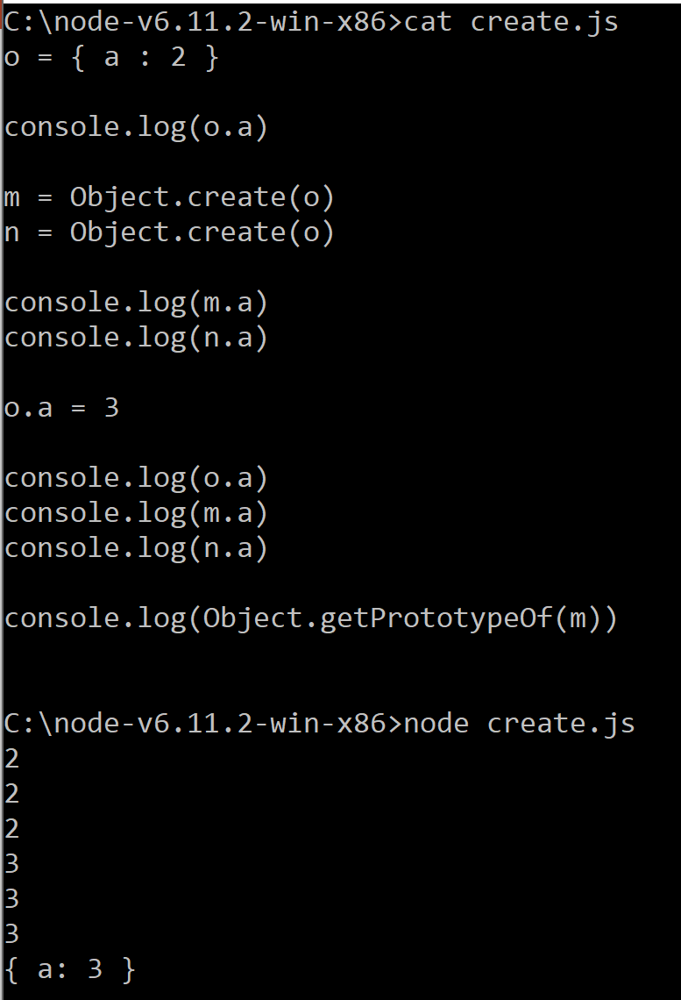 C:\node-v6.11.2-win-x86>cat create.js
o = { a : 2 }
console.log(o.a)
m = Object.create(o)
n = Object.create(o)
console.log(m.a)
console.log(n.a)
o.a = 3
console.log(o.a)
console.log(m.a)
console.log(n.a)
console.log(Object.getPrototypeOf(m))
C:\node-v6.11.2-win-x86>node create.js
2
2
2
3
3
3
{ a: 3 }